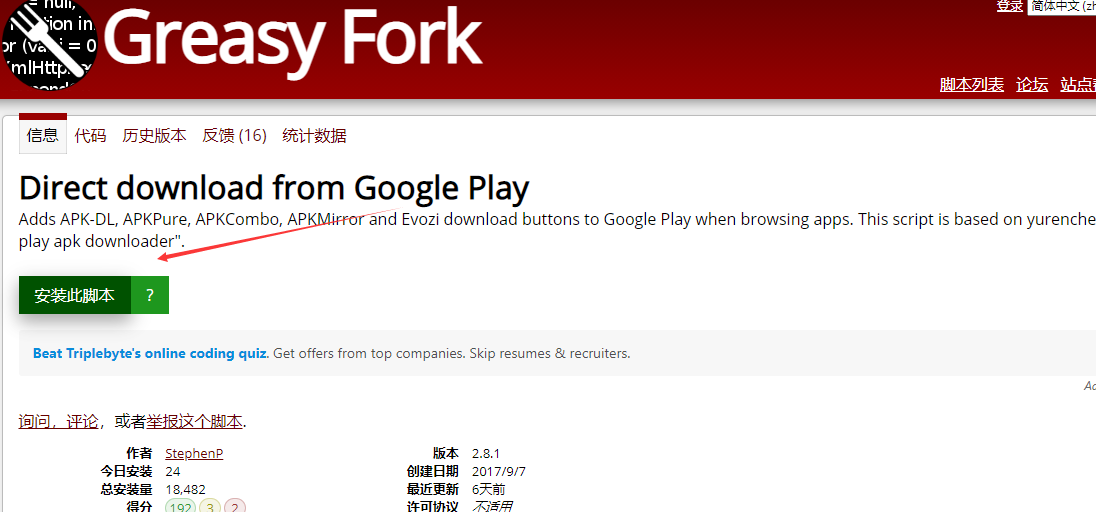 = null,
tion in
or (var i = 0
登录
简体中文 (zh
Greasy Fork
脚本列表 论坛 站点
信息 代码 历史版本 反馈 (16) 统计数据
Direct download from Google Play
Adds APK-DL, APKPure, APKCombo, APKMirror and Evozi download buttons to Google Play when browsing apps. This script is based on yurenche
play apk downloader".
安装此脚本 ?
Beat Triplebyte's online coding quiz. Get offers from top companies. Skip resumes & recruiters.
询问，评论，或者举报这个脚本.
作者 StephenP 版本 2.8.1
今日安装 24 创建日期 2017/9/7
总安装量 18,482 最近更新 6天前
得分 192 3 2 许可协议 不适用